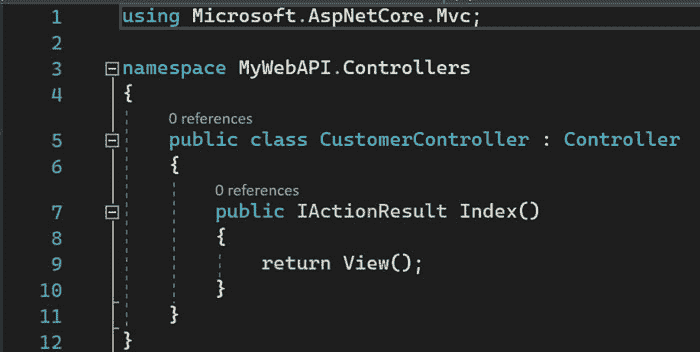 1 using Microsoft.AspNetCore.Mvc;
2
3 namespace MyWebAPI.Controllers
4 {
0 references
5 public class CustomerController : Controller
6 {
0 references
7 public IActionResult Index()
8 {
9 return View();
10 }
11 }
12 }